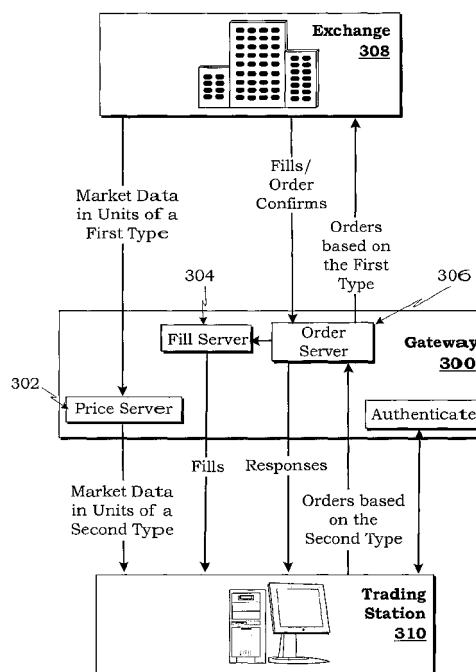 Exchange
308
Market Data
in Units of a
First Type
Fills/
Order
Confirms
Orders
based on
the First
Type
304
306
Fill Server
Order
Server
Gateway
300
302
Price Server
Authenticate
Market Data
in Units of a
Second Type
Fills
Responses
Orders based
on the
Second Type
Trading
Station
310